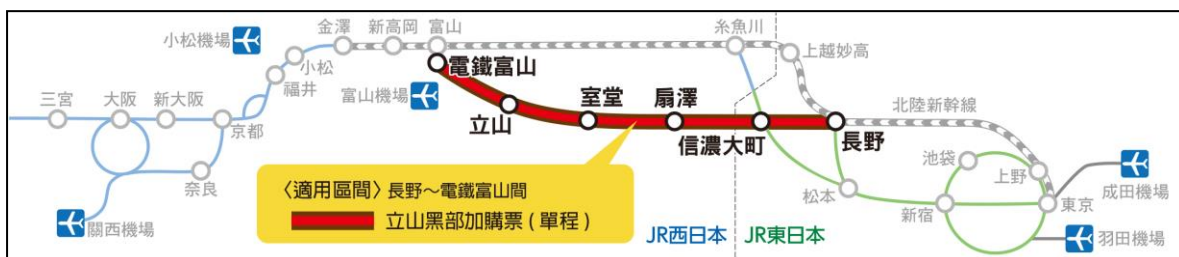 金澤
新高岡
富山
糸魚川
小松機場
小松
福井
電鐵富山
富山機場
上越妙高
三宮
大阪
新大阪
京都
立山
室堂
扇澤
信濃大町
長野
北陸新幹線
奈良
關西機場
〈適用區間〉長野～電鐵富山間
立山黑部加購票(單程)
松本
池袋
上野
成田機場
新宿
東京
JR西日本
JR東日本
羽田機場